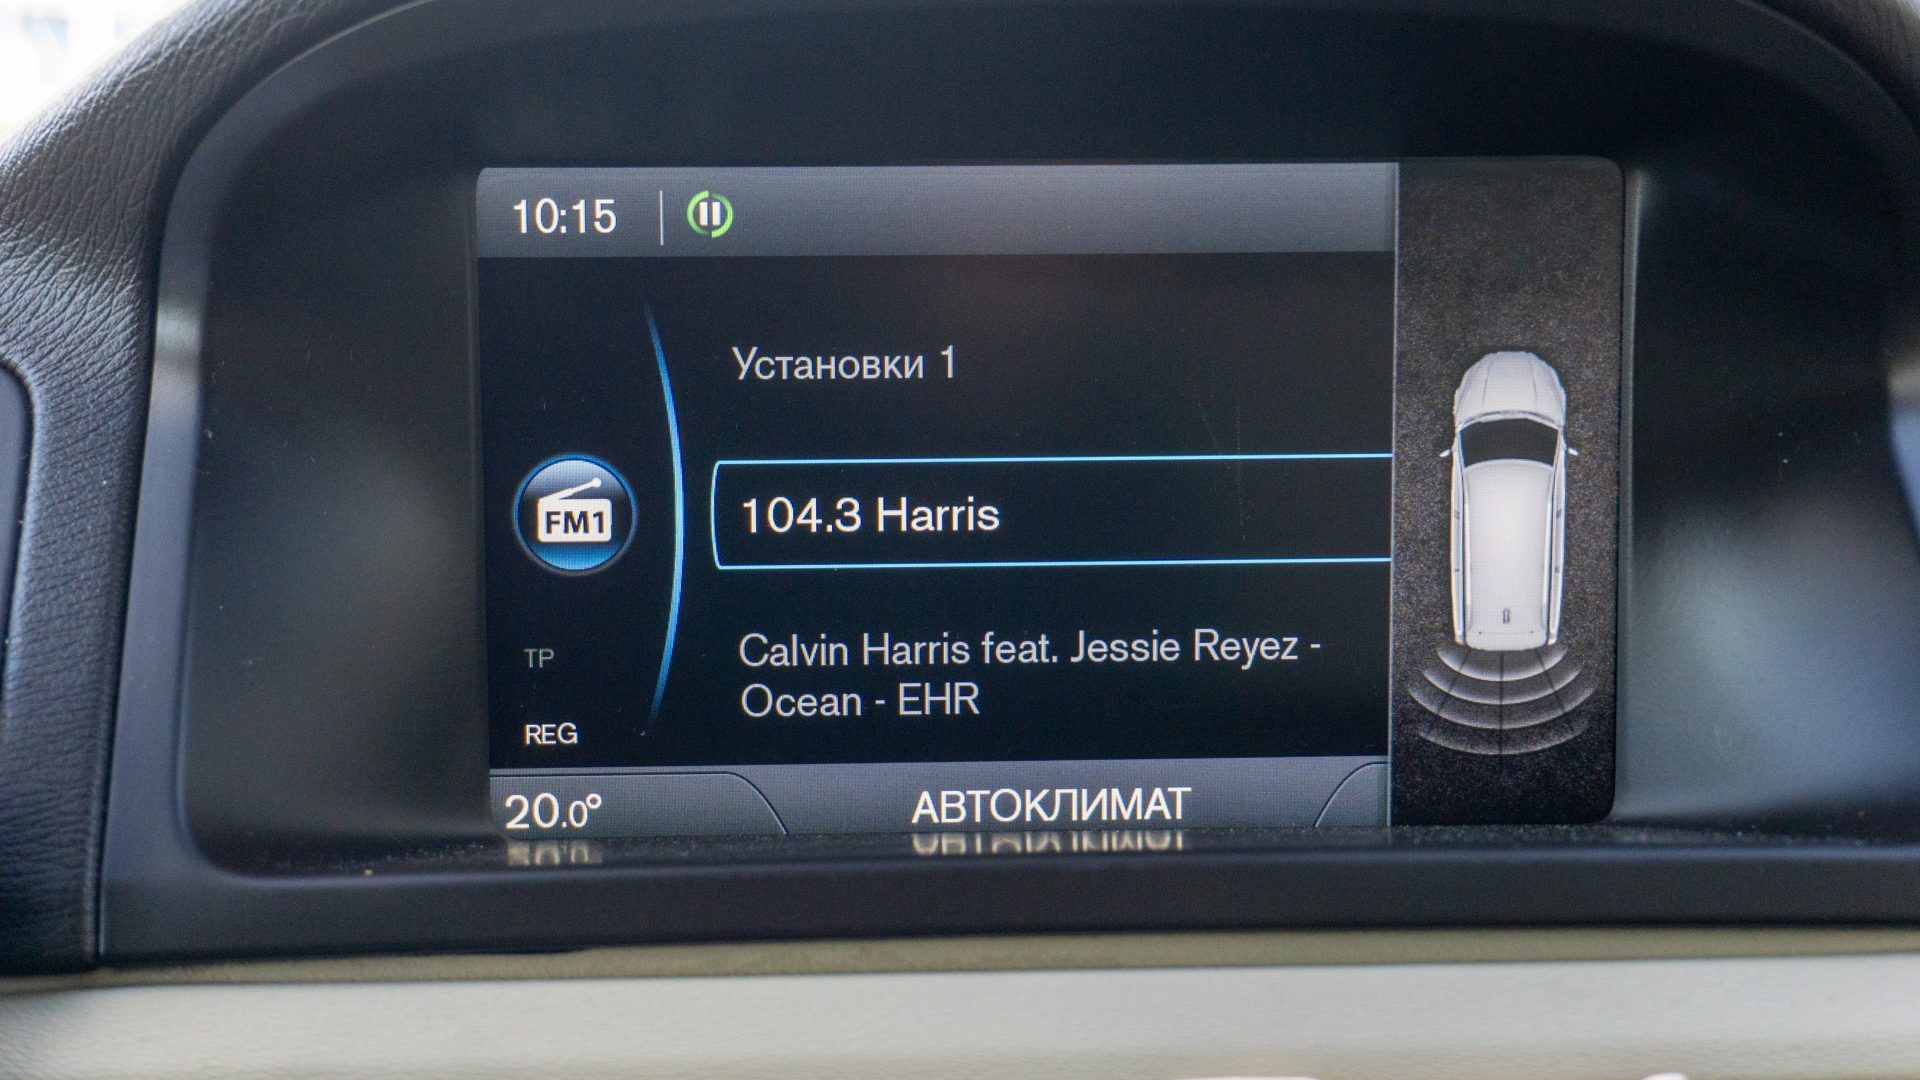 10:15
Установки 1
FM1
104.3 Harris
Calvin Harris feat. Jessie Reyez -
Ocean - EHR
TP
REG
20.0°
АВТОКЛИМАТ